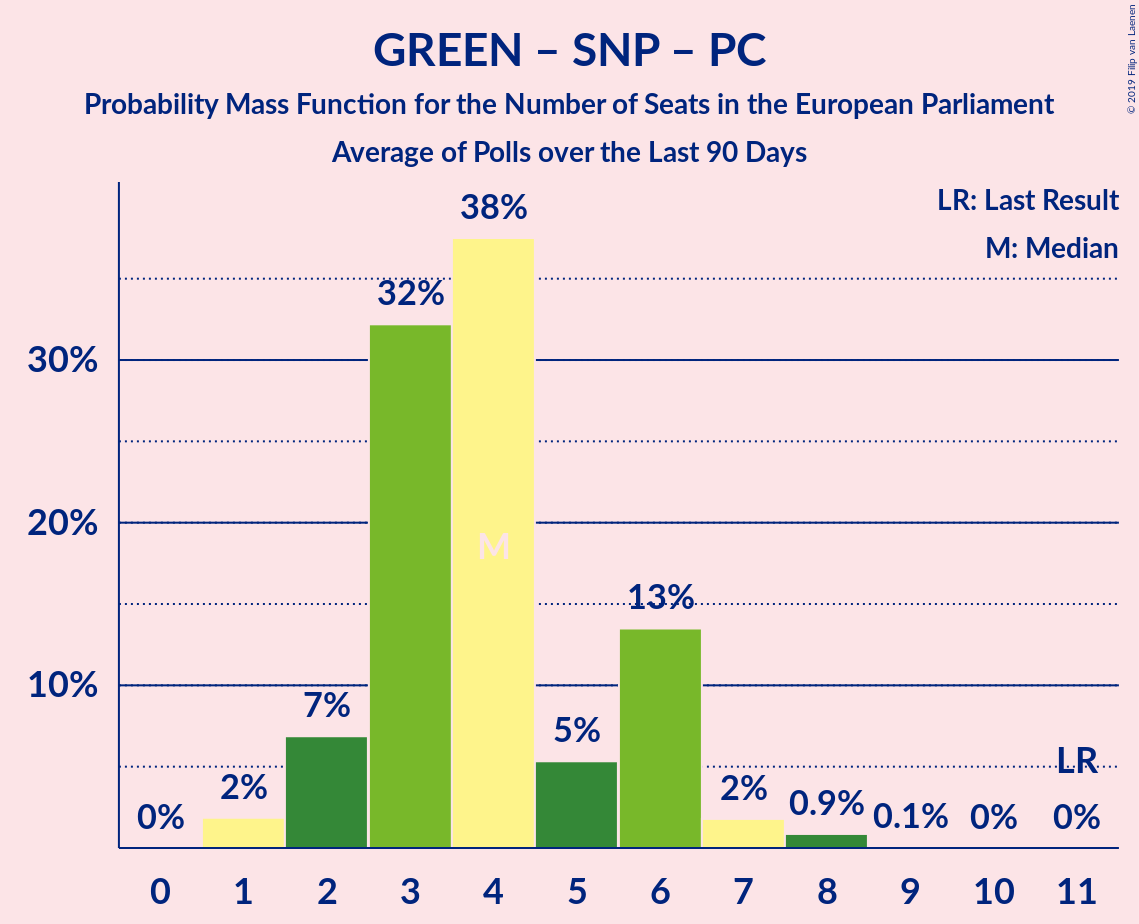 GREEN – SNP – PC
Probability Mass Function for the Number of Seats in the European Parliament
Average of Polls over the Last 90 Days
© 2019 Filip van Laenen
LR: Last Result
M: Median
38%
32%
30%
20%
M
13%
10%
7%
5%
LR
2%
2%
0.9%
0%
0.1%
0%
0%
0 1 2 3 4 5 6 7 8 9 10 11